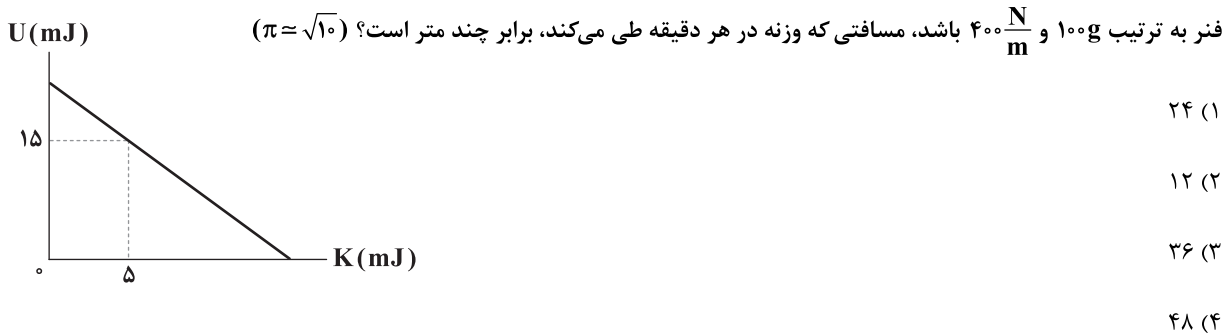 فنر به ترتیب ۱۰۰g و ۴۰۰ N/m باشد، مسافتی که وزنه در هر دقیقه طی می‌کند، برابر چند متر است؟ (π≃√۱۰)
U(mJ)
۱۵
۰
۵
K(mJ)
۱) ۲۴
۲) ۱۲
۳) ۳۶
۴) ۴۸